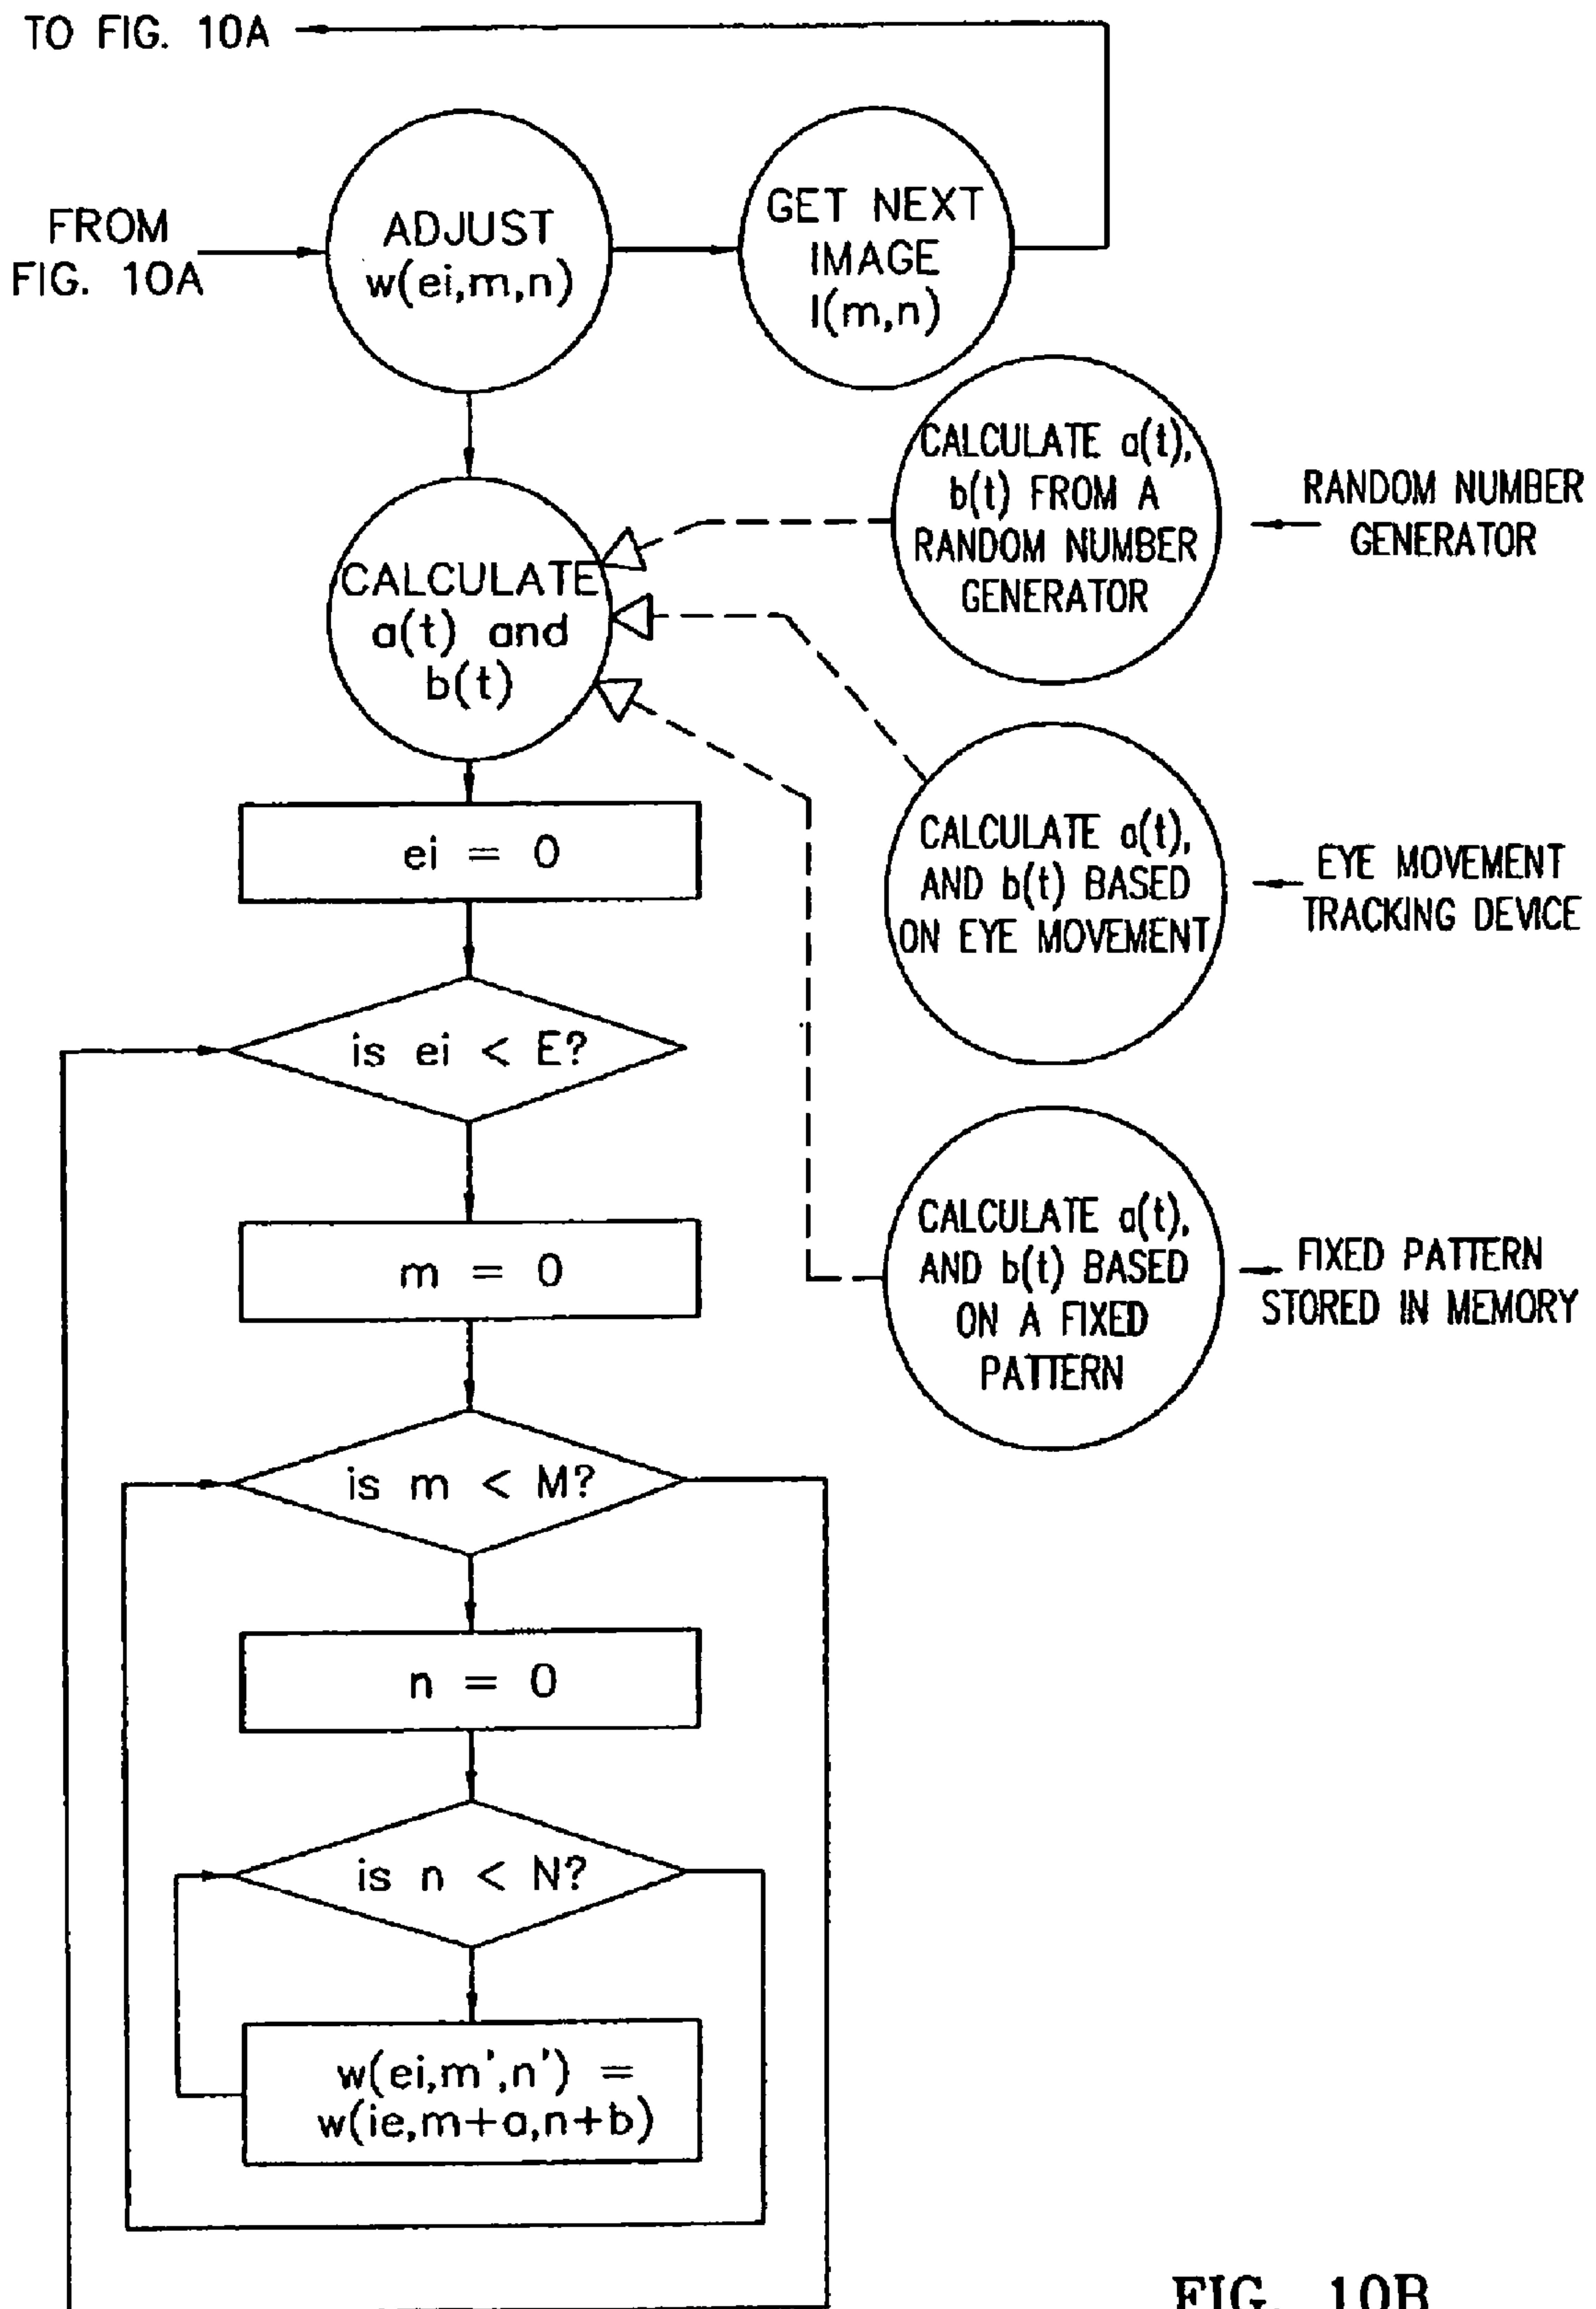 TO FIG. 10A
FROM
FIG. 10A
ADJUST
w(ei,m,n)
GET NEXT
IMAGE
I(m,n)
CALCULATE a(t),
b(t) FROM A
RANDOM NUMBER
GENERATOR
RANDOM NUMBER
GENERATOR
CALCULATE
a(t) and
b(t)
CALCULATE a(t),
AND b(t) BASED
ON EYE MOVEMENT
EYE MOVEMENT
TRACKING DEVICE
ei = 0
is ei < E?
CALCULATE a(t),
AND b(t) BASED
ON A FIXED
PATTERN
FIXED PATTERN
STORED IN MEMORY
m = 0
is m < M?
n = 0
is n < N?
w(ei,m',n') =
w(ie,m+a,n+b)
FIG. 10B